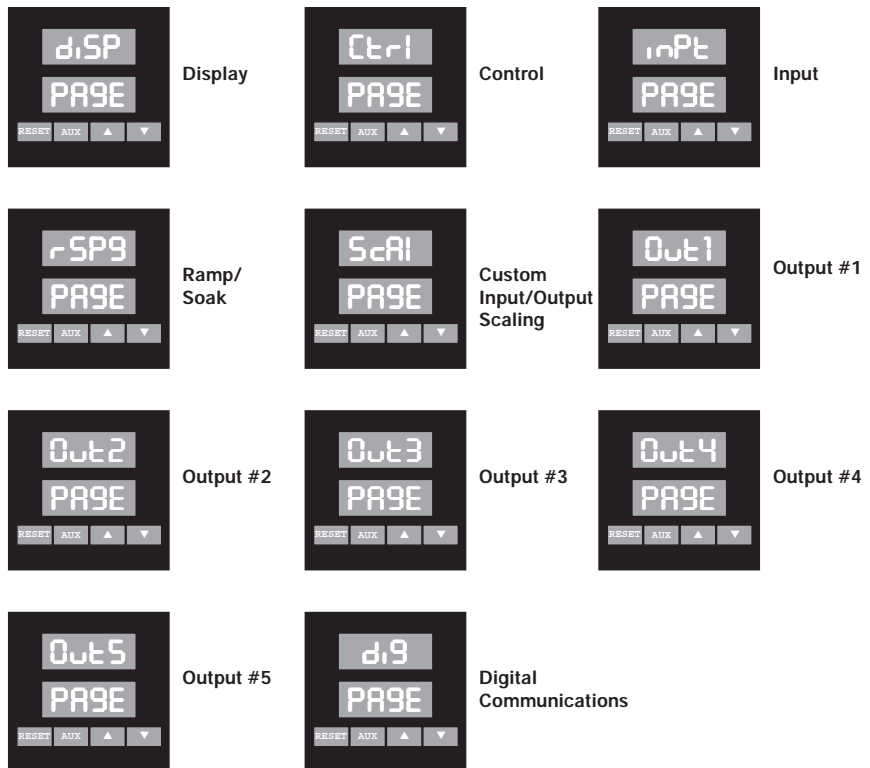 diSP
PAgE
RESET AUX ▲ ▼
Display
Ctrl
PAgE
RESET AUX ▲ ▼
Control
inPt
PAgE
RESET AUX ▲ ▼
Input
rSPg
PAgE
RESET AUX ▲ ▼
Ramp/
Soak
ScAl
PAgE
RESET AUX ▲ ▼
Custom
Input/Output
Scaling
Out1
PAgE
RESET AUX ▲ ▼
Output #1
Out2
PAgE
RESET AUX ▲ ▼
Output #2
Out3
PAgE
RESET AUX ▲ ▼
Output #3
Out4
PAgE
RESET AUX ▲ ▼
Output #4
Out5
PAgE
RESET AUX ▲ ▼
Output #5
dig
PAgE
RESET AUX ▲ ▼
Digital
Communications